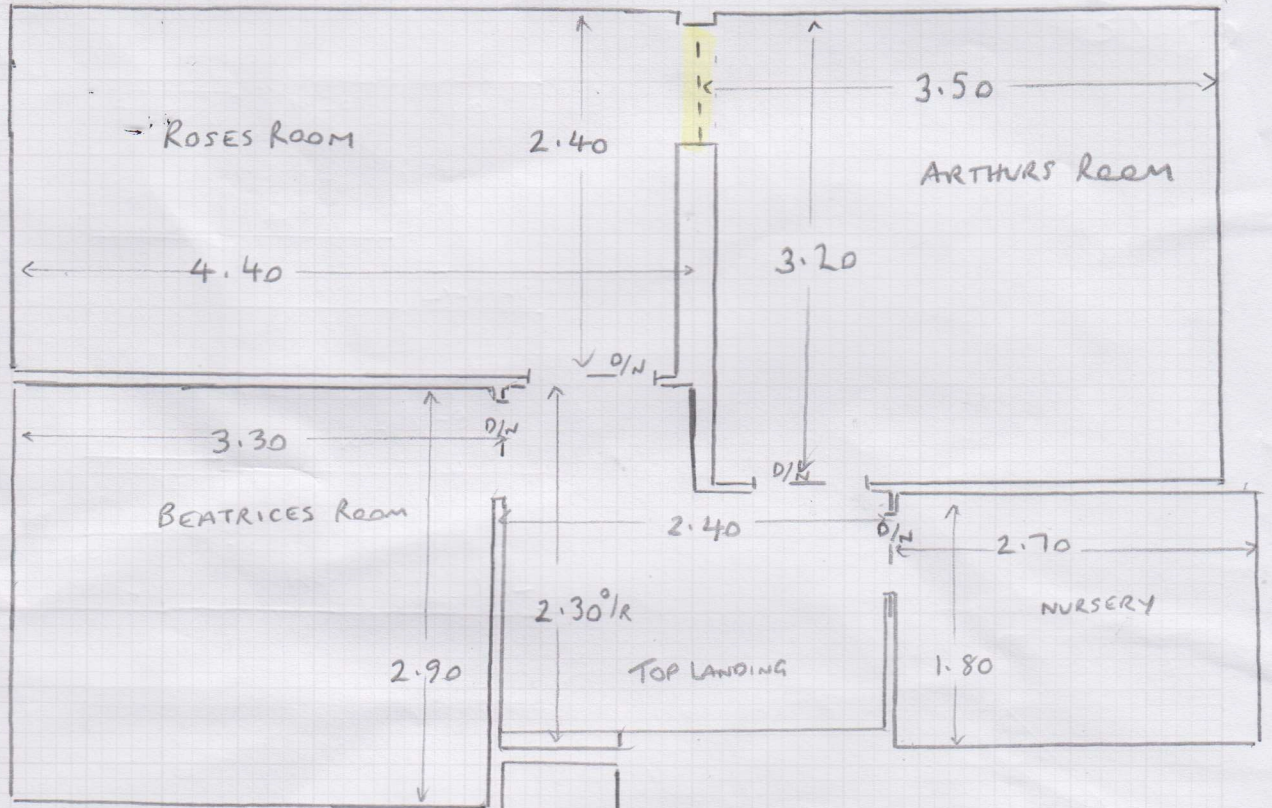 3.50
ROSES ROOM
2.40
ARTHURS ROOM
4.40
3.20
D/N
D/N
3.30
D/N
BEATRICES ROOM
2.40
D/N
2.70
2.30 O/R
NURSERY
2.90
TOP LANDING
1.80